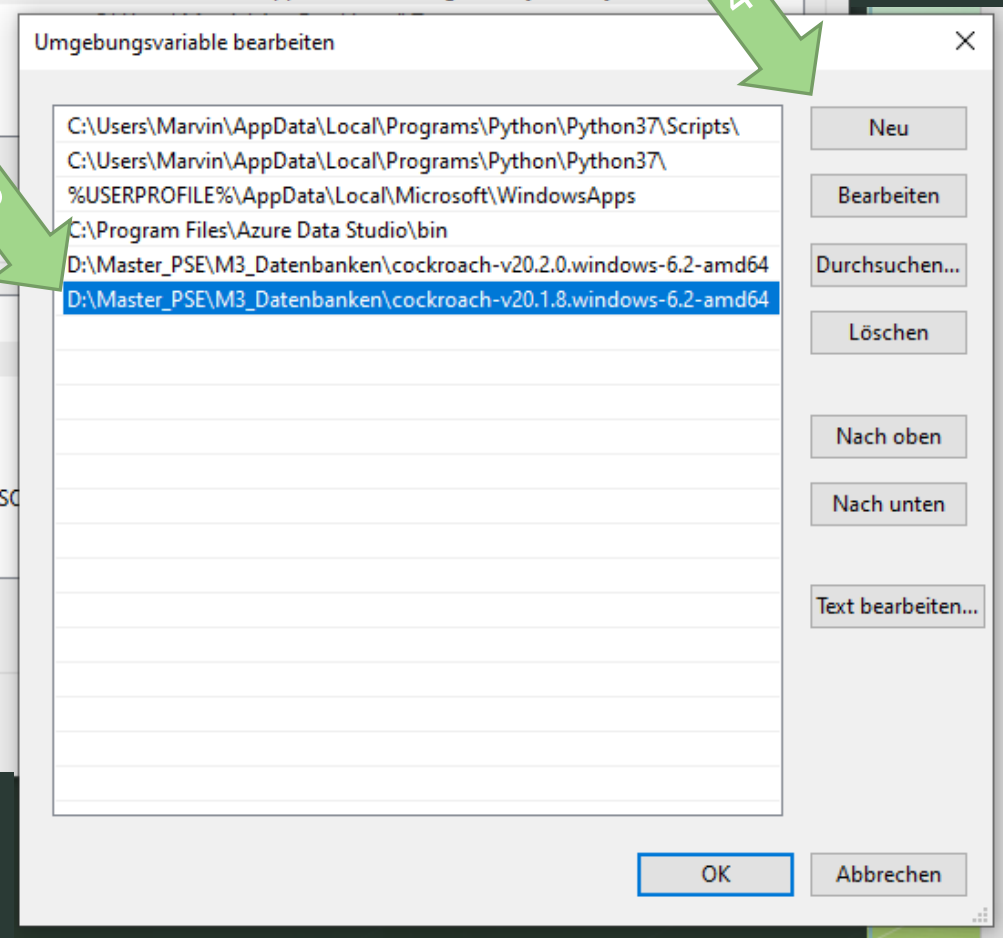 Umgebungsvariable bearbeiten
4
C:\Users\Marvin\AppData\Local\Programs\Python\Python37\Scripts\
Neu
C:\Users\Marvin\AppData\Local\Programs\Python\Python37\
%USERPROFILE%\AppData\Local\Microsoft\WindowsApps
Bearbeiten
C:\Program Files\Azure Data Studio\bin
D:\Master_PSE\M3_Datenbanken\cockroach-v20.2.0.windows-6.2-amd64
Durchsuchen...
D:\Master_PSE\M3_Datenbanken\cockroach-v20.1.8.windows-6.2-amd64
Löschen
Nach oben
Nach unten
Text bearbeiten...
OK
Abbrechen